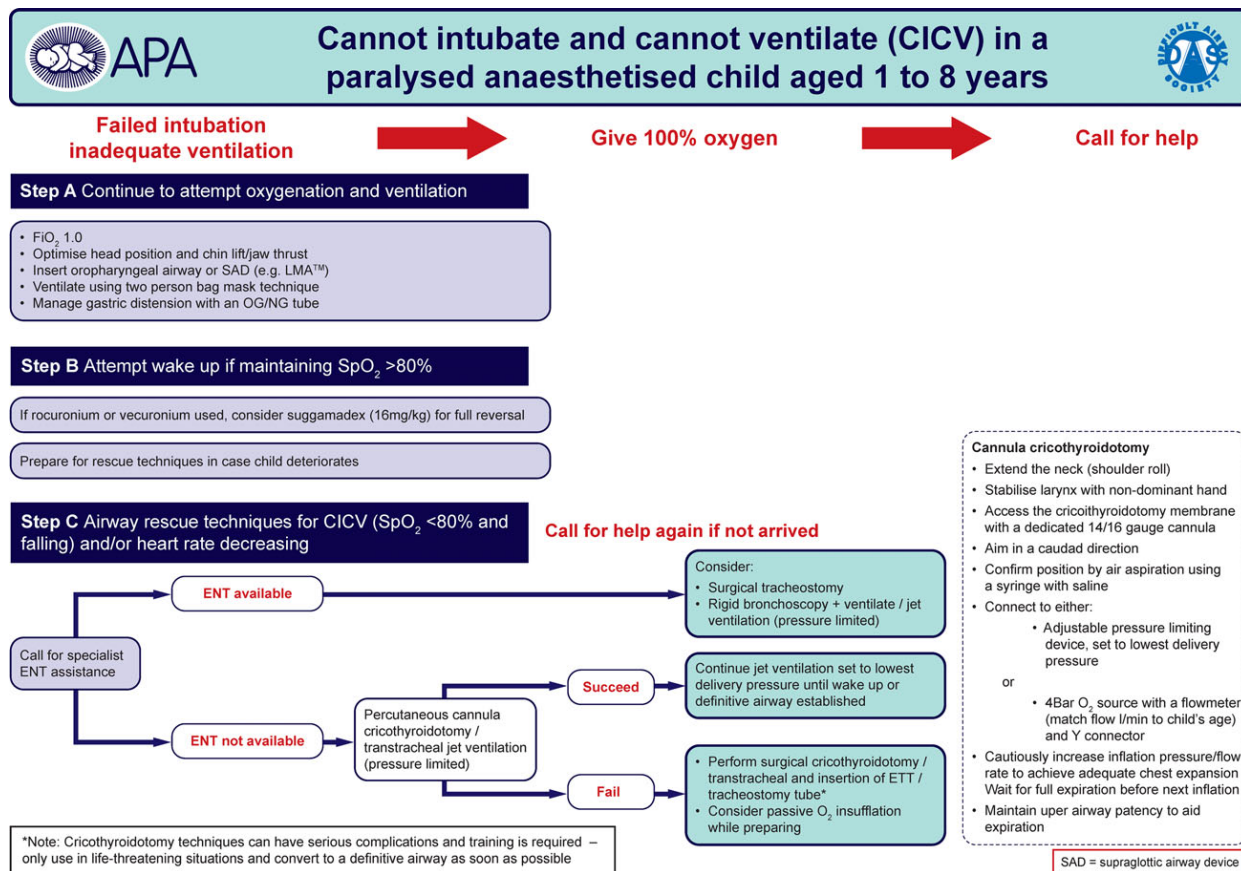 APA
Cannot intubate and cannot ventilate (CICV) in a
paralysed anaesthetised child aged 1 to 8 years
DIFFICULT AIRWAY
SOCIETY
DAS
Failed intubation
inadequate ventilation
Give 100% oxygen
Call for help
Step A Continue to attempt oxygenation and ventilation
• FiO₂ 1.0
• Optimise head position and chin lift/jaw thrust
• Insert oropharyngeal airway or SAD (e.g. LMA™)
• Ventilate using two person bag mask technique
• Manage gastric distension with an OG/NG tube
Step B Attempt wake up if maintaining SpO₂ >80%
If rocuronium or vecuronium used, consider suggamadex (16mg/kg) for full reversal
Prepare for rescue techniques in case child deteriorates
Step C Airway rescue techniques for CICV (SpO₂ <80% and
falling) and/or heart rate decreasing
Call for help again if not arrived
Call for specialist
ENT assistance
ENT available
Consider:
• Surgical tracheostomy
• Rigid bronchoscopy + ventilate / jet
ventilation (pressure limited)
ENT not available
Percutaneous cannula
cricothyroidotomy /
transtracheal jet ventilation
(pressure limited)
Succeed
Continue jet ventilation set to lowest
delivery pressure until wake up or
definitive airway established
Fail
• Perform surgical cricothyroidotomy /
transtracheal and insertion of ETT /
tracheostomy tube*
• Consider passive O₂ insufflation
while preparing
Cannula cricothyroidotomy
• Extend the neck (shoulder roll)
• Stabilise larynx with non-dominant hand
• Access the cricoithyroidotomy membrane
with a dedicated 14/16 gauge cannula
• Aim in a caudad direction
• Confirm position by air aspiration using
a syringe with saline
• Connect to either:
• Adjustable pressure limiting
device, set to lowest delivery
pressure
or
• 4Bar O₂ source with a flowmeter
(match flow l/min to child's age)
and Y connector
• Cautiously increase inflation pressure/flow
rate to achieve adequate chest expansion
Wait for full expiration before next inflation
• Maintain uper airway patency to aid
expiration
*Note: Cricothyroidotomy techniques can have serious complications and training is required –
only use in life-threatening situations and convert to a definitive airway as soon as possible
SAD = supraglottic airway device